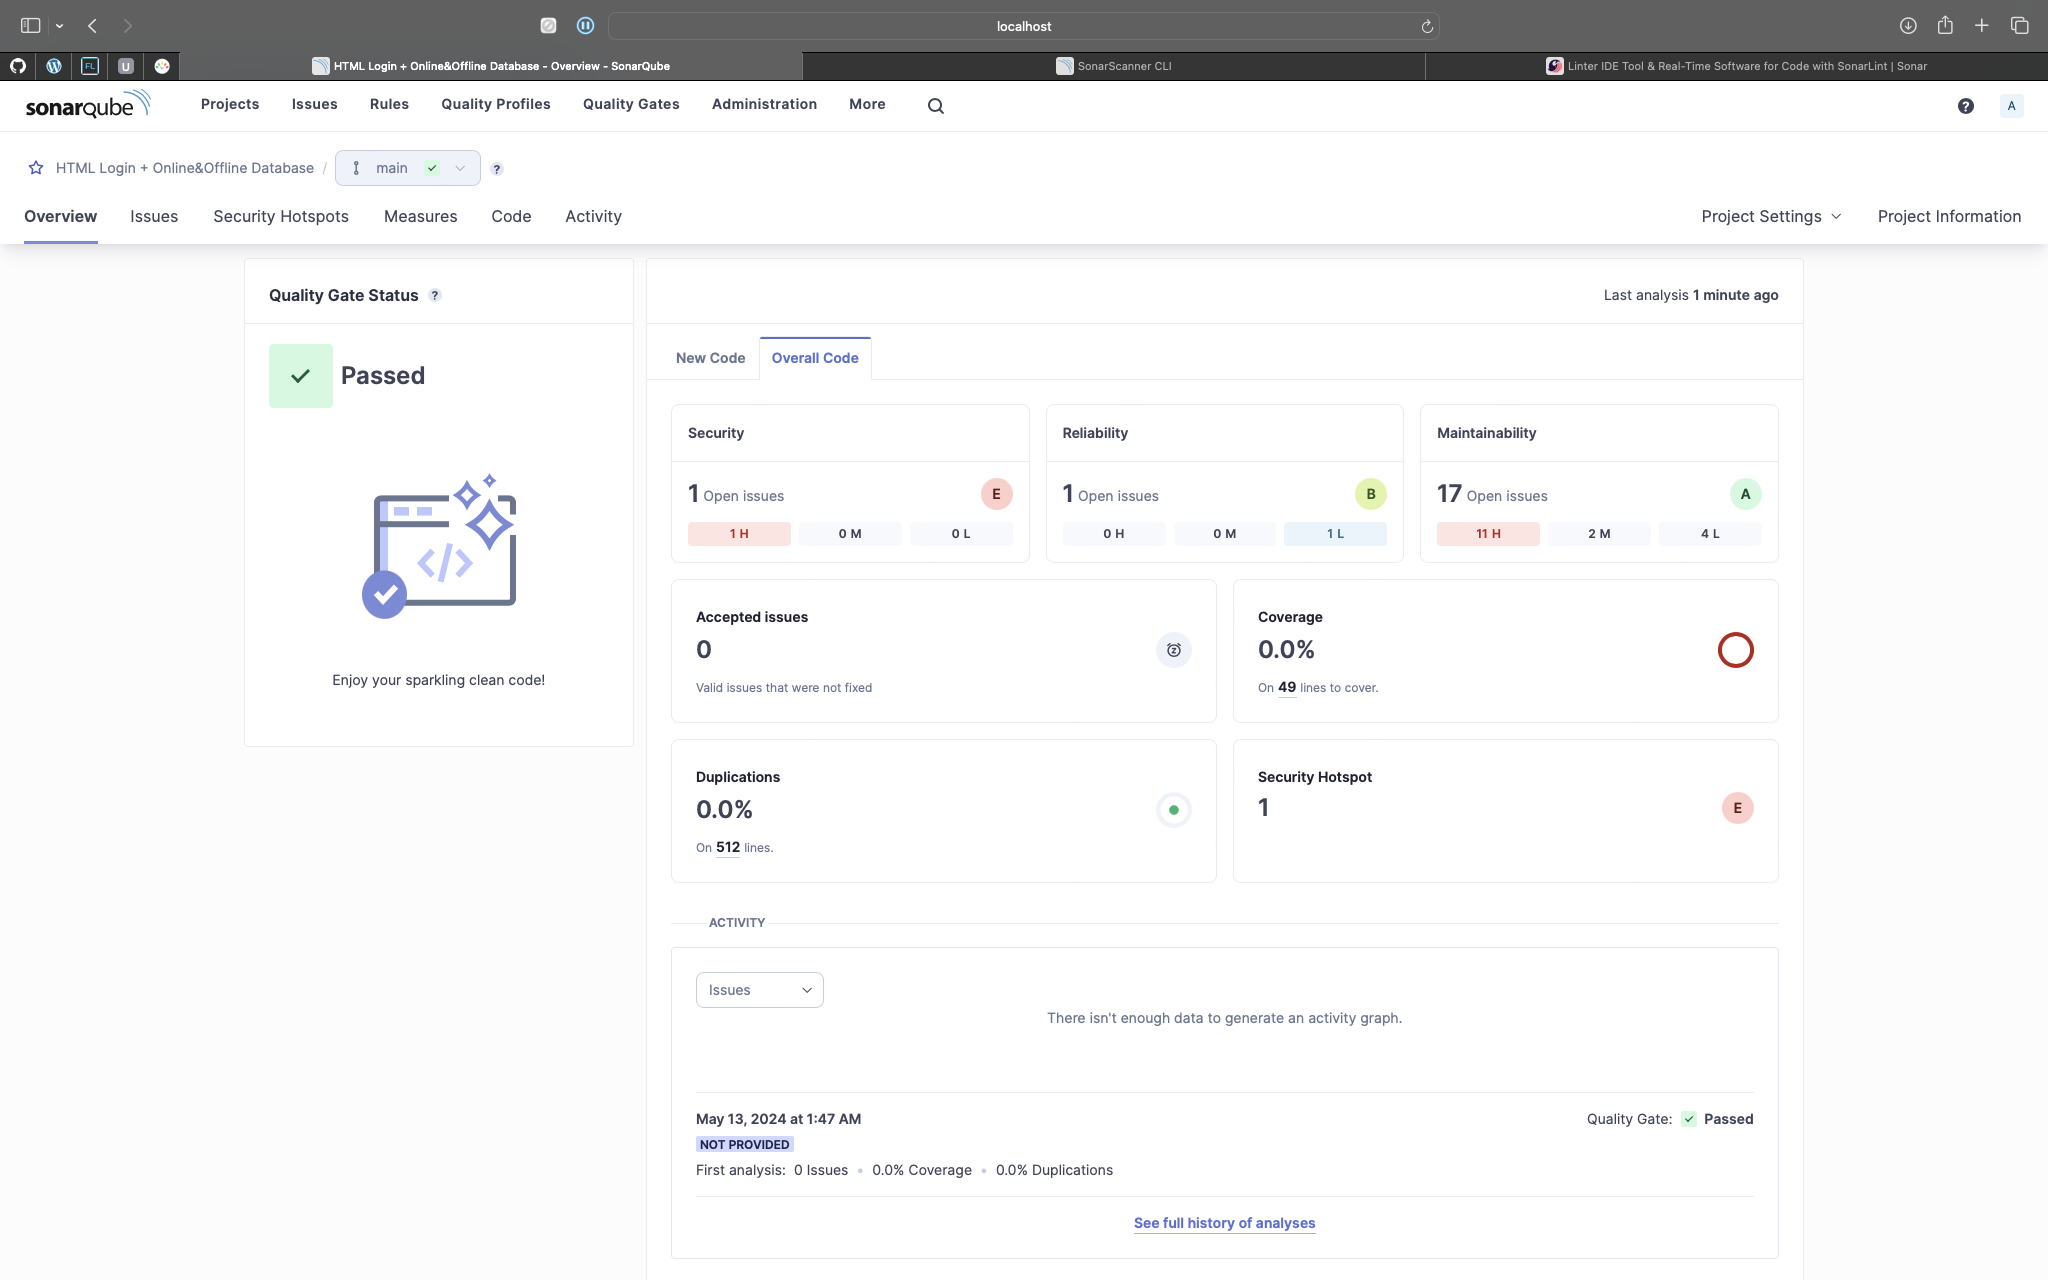 localhost
FL
U
HTML Login + Online&Offline Database - Overview - SonarQube
SonarScanner CLI
Linter IDE Tool & Real-Time Software for Code with SonarLint | Sonar
sonarqube
Projects
Issues
Rules
Quality Profiles
Quality Gates
Administration
More
?
A
HTML Login + Online&Offline Database / main ?
Overview
Issues
Security Hotspots
Measures
Code
Activity
Project Settings
Project Information
Quality Gate Status ?
Passed
Enjoy your sparkling clean code!
Last analysis 1 minute ago
New Code
Overall Code
Security
1 Open issues
E
1 H
0 M
0 L
Reliability
1 Open issues
B
0 H
0 M
1 L
Maintainability
17 Open issues
A
11 H
2 M
4 L
Accepted issues
0
Valid issues that were not fixed
Coverage
0.0%
On 49 lines to cover.
Duplications
0.0%
On 512 lines.
Security Hotspot
1
E
ACTIVITY
Issues
There isn't enough data to generate an activity graph.
May 13, 2024 at 1:47 AM
Quality Gate: Passed
NOT PROVIDED
First analysis: 0 Issues • 0.0% Coverage • 0.0% Duplications
See full history of analyses